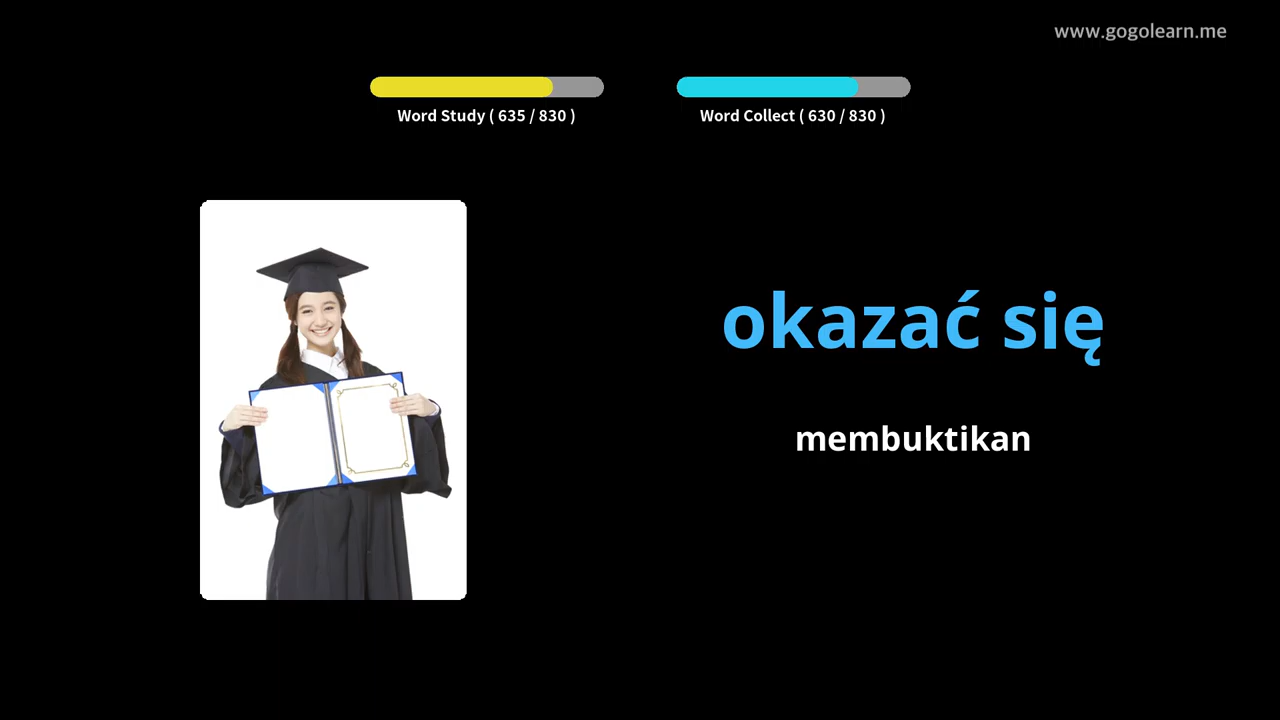 www.gogolearn.me
Word Study ( 635 / 830 )
Word Collect ( 630 / 830 )
okazać się
membuktikan